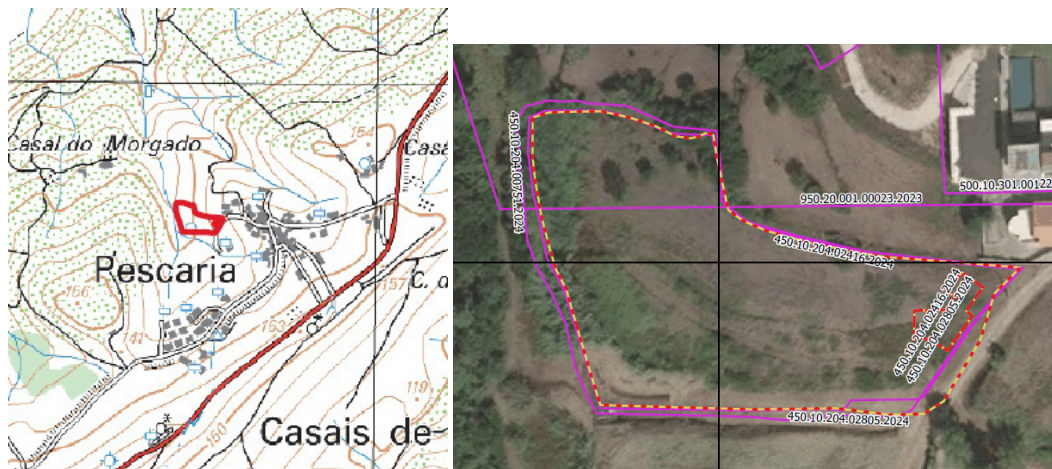 154
Casal do Morgado
Casa
Pescaria
156
157
C. d
163
141
119
150
Casais de
450.10.204.00751.2024
500.10.301.00122
950.20.001.00023.2023
450.10.204.02416.2024
450.10.204.02416.2024
450.10.204.02805.2024
450.10.204.02805.2024